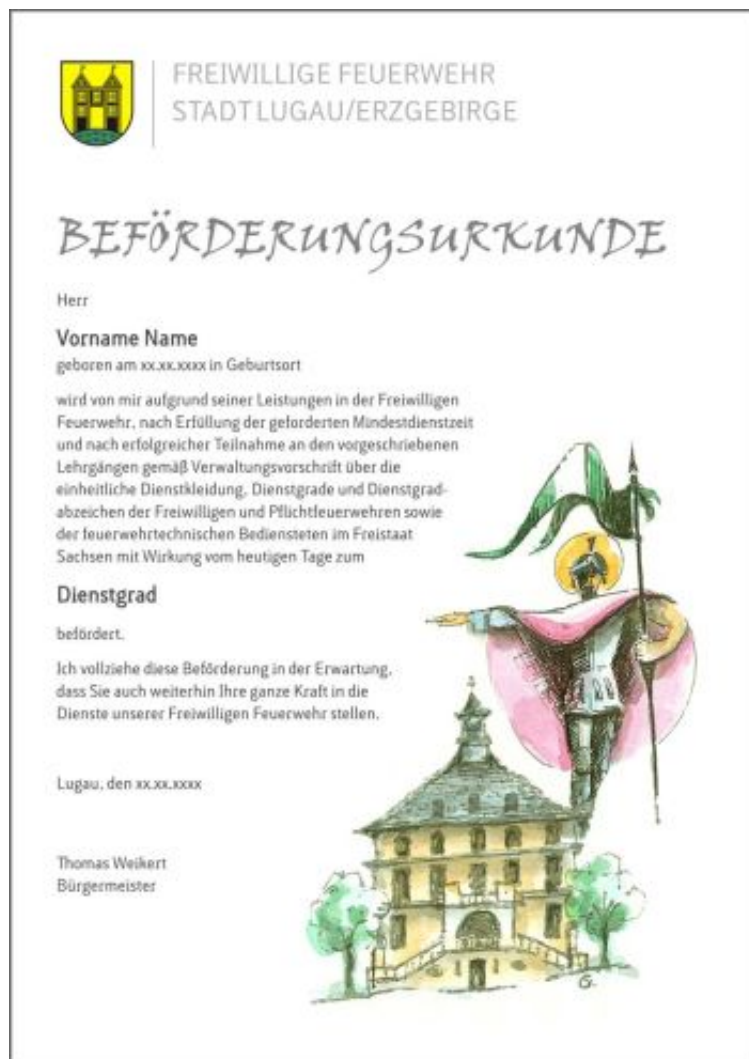 FREIWILLIGE FEUERWEHR
STADT LUGAU/ERZGEBIRGE
BEFÖRDERUNGSURKUNDE
Herr
Vorname Name
geboren am xx.xx.xxxx in Geburtsort
wird von mir aufgrund seiner Leistungen in der Freiwilligen
Feuerwehr, nach Erfüllung der geforderten Mindestdienstzeit
und nach erfolgreicher Teilnahme an den vorgeschriebenen
Lehrgängen gemäß Verwaltungsvorschrift über die
einheitliche Dienstkleidung, Dienstgrade und Dienstgrad-
abzeichen der Freiwilligen und Pflichtfeuerwehren sowie
der feuerwehrtechnischen Bediensteten im Freistaat
Sachsen mit Wirkung vom heutigen Tage zum
Dienstgrad
befördert.
Ich vollziehe diese Beförderung in der Erwartung,
dass Sie auch weiterhin Ihre ganze Kraft in die
Dienste unserer Freiwilligen Feuerwehr stellen.
Lugau, den xx.xx.xxxx
Thomas Weikert
Bürgermeister
G.